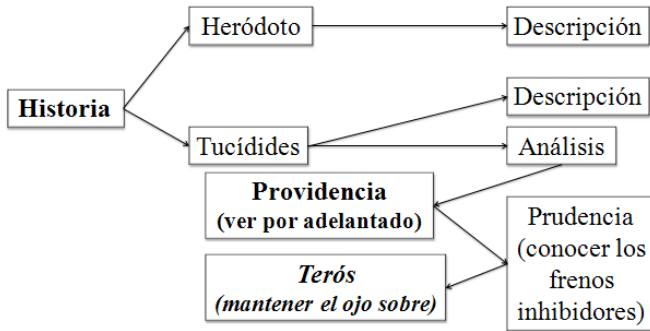 Heródoto
Descripción
Historia
Descripción
Tucídides
Análisis
Providencia
(ver por adelantado)
Prudencia
(conocer los
frenos
inhibidores)
Terós
(mantener el ojo sobre)